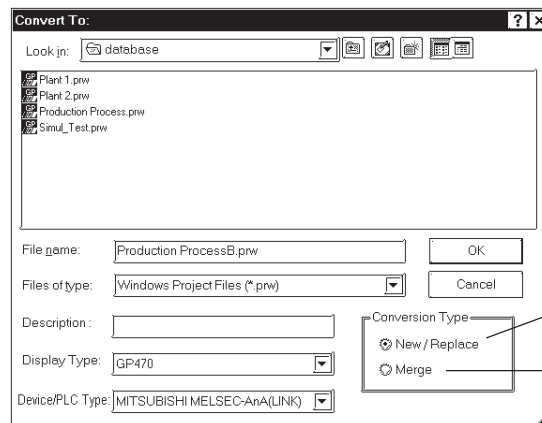 Convert To:
Look in: database
Plant 1.prw
Plant 2.prw
Production Process.prw
Simul_Test.prw
File name: Production ProcessB.prw OK
Files of type: Windows Project Files (*.prw) Cancel
Description :
Conversion Type
New / Replace
Display Type: GP470
Merge
Device/PLC Type: MITSUBISHI MELSEC-AnA(LINK)